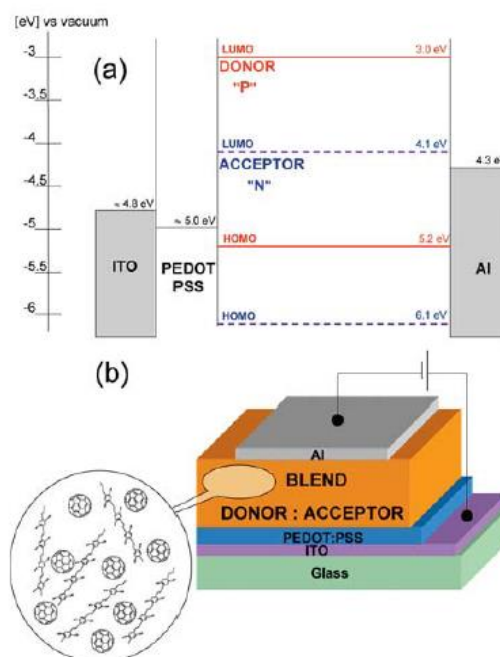 [eV] vs vacuum
(a)
-3
-3.5
-4
-4.5
-5
-5.5
-6
LUMO 3.0 eV
DONOR
"P"
LUMO 4.1 eV
ACCEPTOR
"N"
4.3 e
≈ 4.8 eV
≈ 5.0 eV
HOMO 5.2 eV
ITO
PEDOT
PSS
Al
HOMO 6.1 eV
(b)
Al
BLEND
DONOR : ACCEPTOR
PEDOT:PSS
ITO
Glass